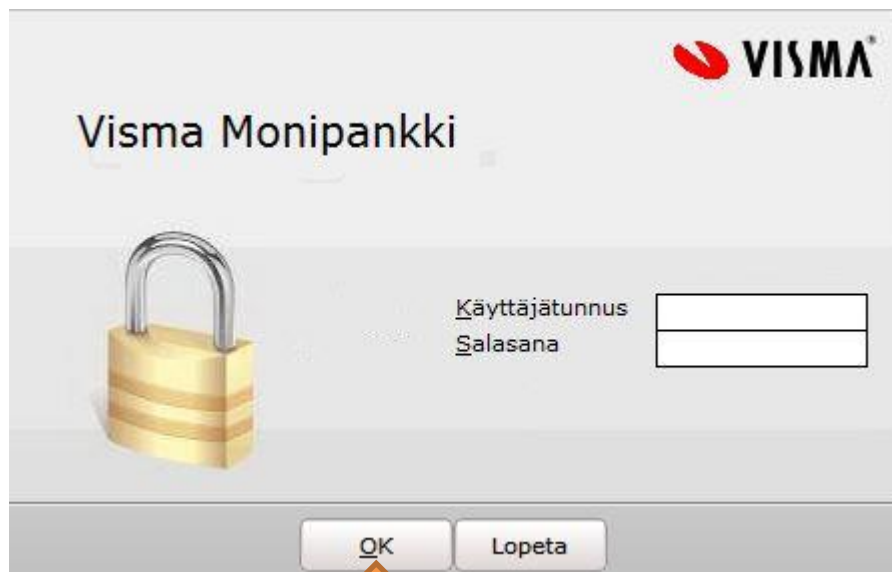 VISMA®
Visma Monipankki
Käyttäjätunnus
Salasana
OK
Lopeta